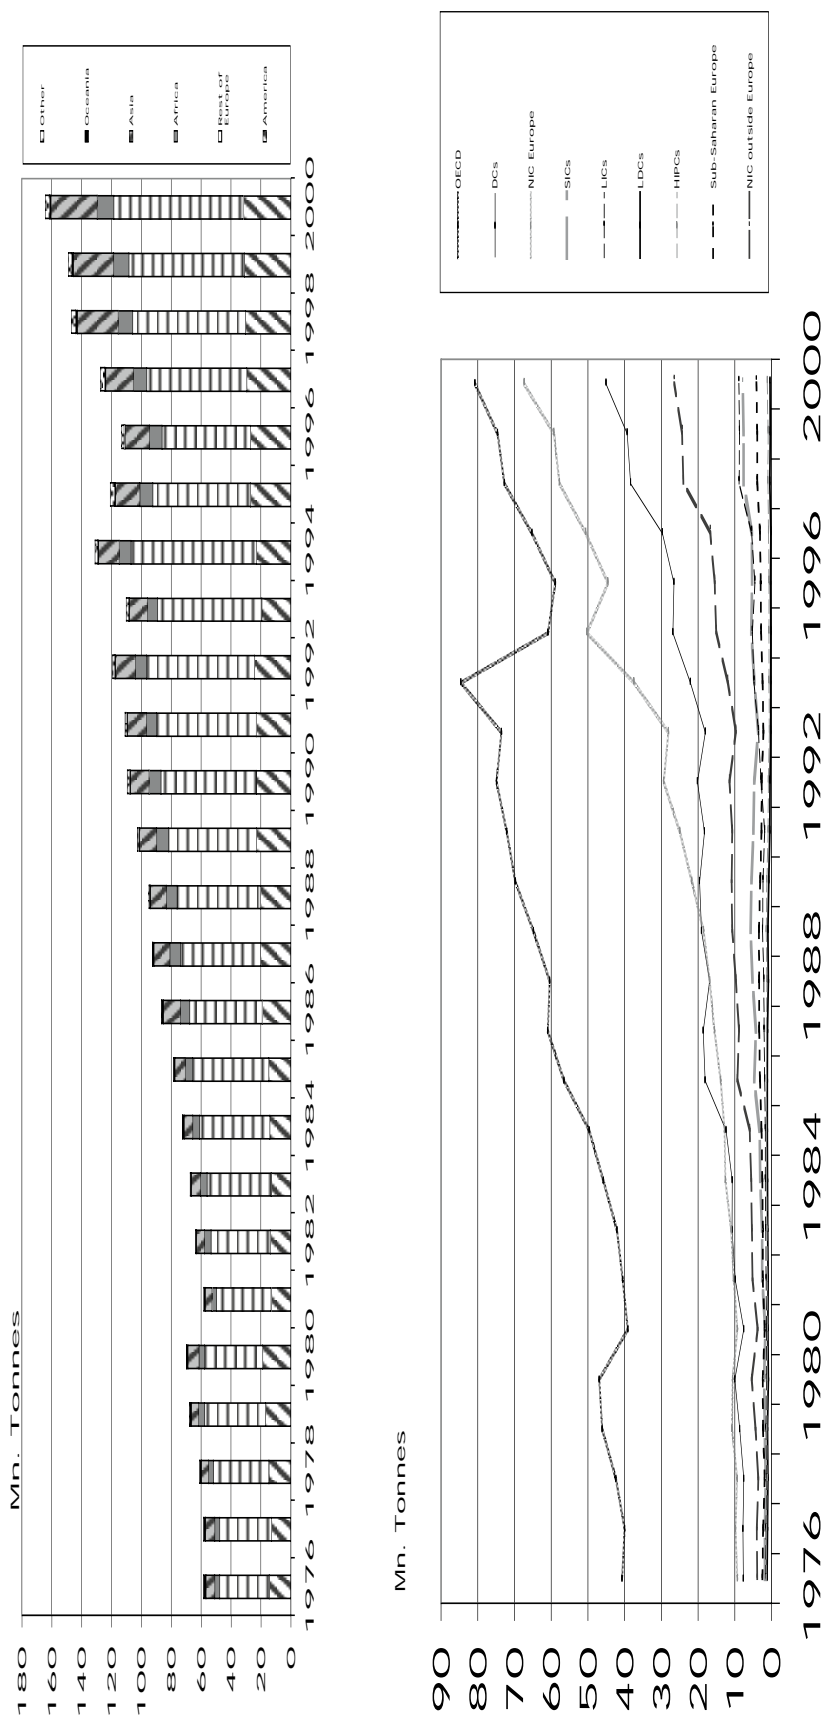 Mn. Tonnes
180
160
140
120
100
80
60
40
20
0
1976
1978
1980
1982
1984
1986
1988
1990
1992
1994
1996
1998
2000
Other
Oceania
Asia
Africa
Rest of
Europe
America
Mn. Tonnes
90
80
70
60
50
40
30
20
10
0
1976
1980
1984
1988
1992
1996
2000
OECD
DCs
NIC Europe
SICs
LICs
LDCs
HIPCs
Sub-Saharan Europe
NIC outside Europe